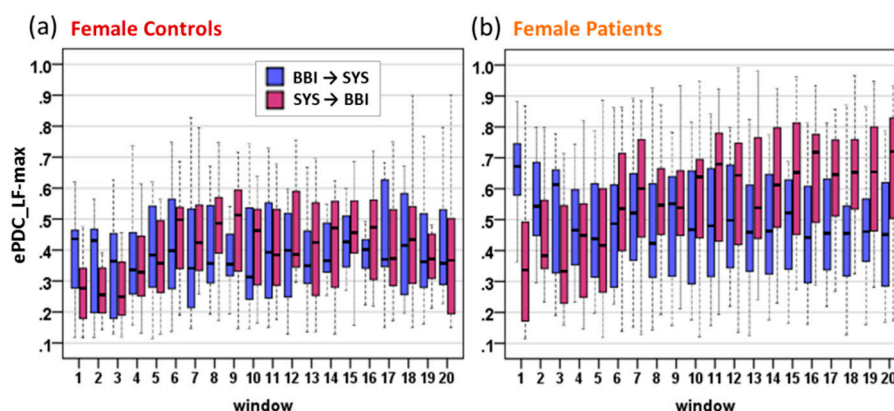 (a) Female Controls
(b) Female Patients
BBI → SYS
SYS → BBI
ePDC_LF-max
1.0
.9
.8
.7
.6
.5
.4
.3
.2
.1
1 2 3 4 5 6 7 8 9 10 11 12 13 14 15 16 17 18 19 20
window
1.0
.9
.8
.7
.6
.5
.4
.3
.2
.1
1 2 3 4 5 6 7 8 9 10 11 12 13 14 15 16 17 18 19 20
window